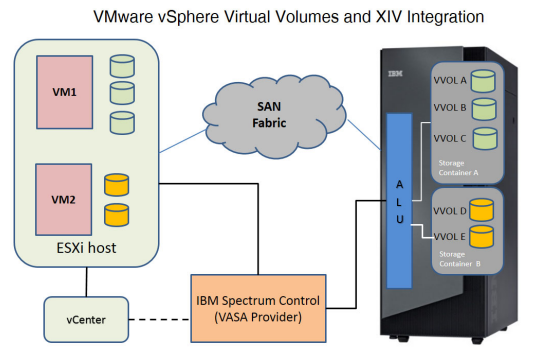 VMware vSphere Virtual Volumes and XIV Integration
VM1
VM2
ESXi host
vCenter
SAN
Fabric
IBM Spectrum Control
(VASA Provider)
IBM
A
L
U
VVOL A
VVOL B
VVOL C
Storage
Container A
VVOL D
VVOL E
Storage
Container B